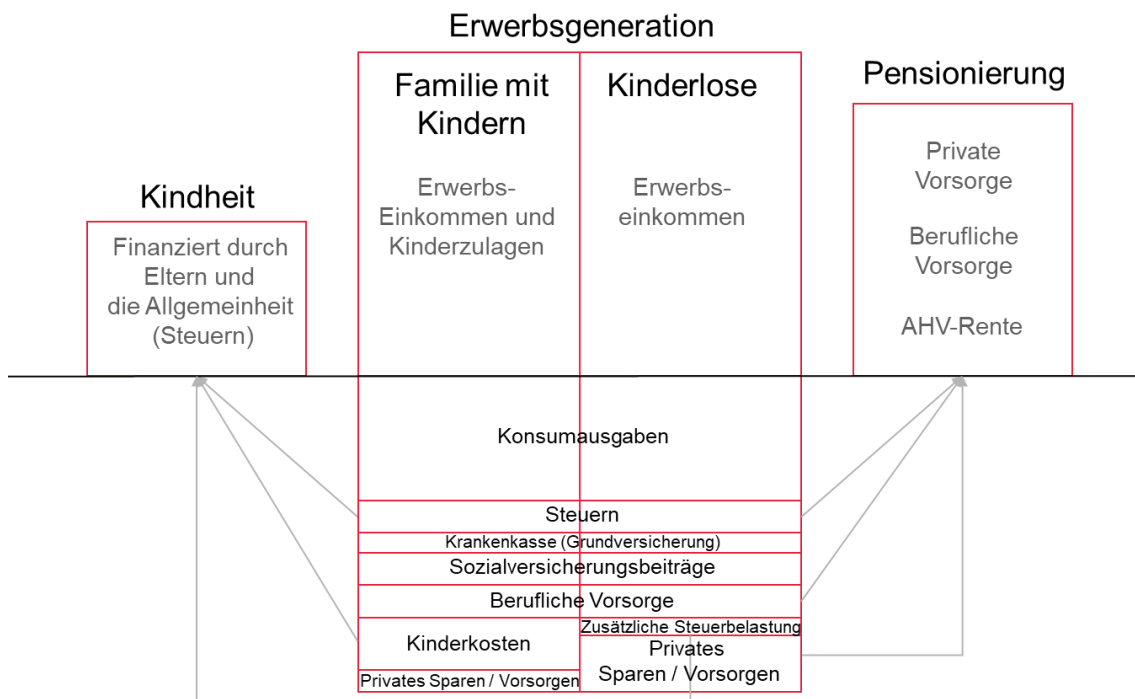 Erwerbsgeneration
Familie mit
Kindern
Kinderlose
Pensionierung
Erwerbs-
Einkommen und
Kinderzulagen
Erwerbs-
einkommen
Private
Vorsorge
Berufliche
Vorsorge
AHV-Rente
Kindheit
Finanziert durch
Eltern und
die Allgemeinheit
(Steuern)
Konsumausgaben
Steuern
Krankenkasse (Grundversicherung)
Sozialversicherungsbeiträge
Berufliche Vorsorge
Kinderkosten
Privates Sparen / Vorsorgen
Zusätzliche Steuerbelastung
Privates
Sparen / Vorsorgen